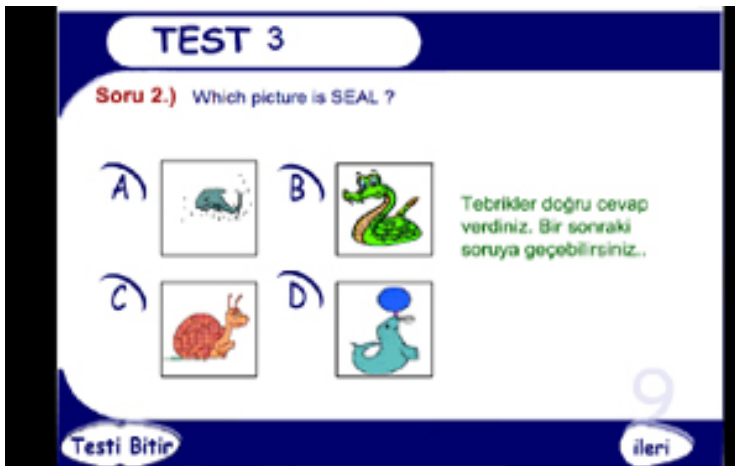 TEST 3
Soru 2.) Which picture is SEAL ?
A
B
Tebrikler doğru cevap
verdiniz. Bir sonraki
soruya geçebilirsiniz..
C
D
9
Testi Bitir
ileri